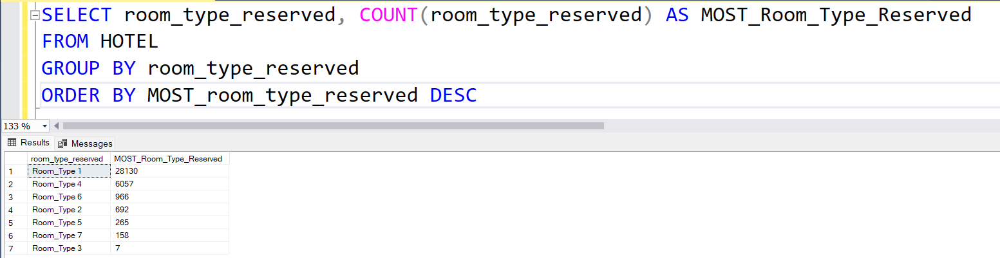 SELECT room_type_reserved, COUNT(room_type_reserved) AS MOST_Room_Type_Reserved
FROM HOTEL
GROUP BY room_type_reserved
ORDER BY MOST_room_type_reserved DESC
133 %
Results Messages
room_type_reserved MOST_Room_Type_Reserved
1 Room_Type 1 28130
2 Room_Type 4 6057
3 Room_Type 6 966
4 Room_Type 2 692
5 Room_Type 5 265
6 Room_Type 7 158
7 Room_Type 3 7